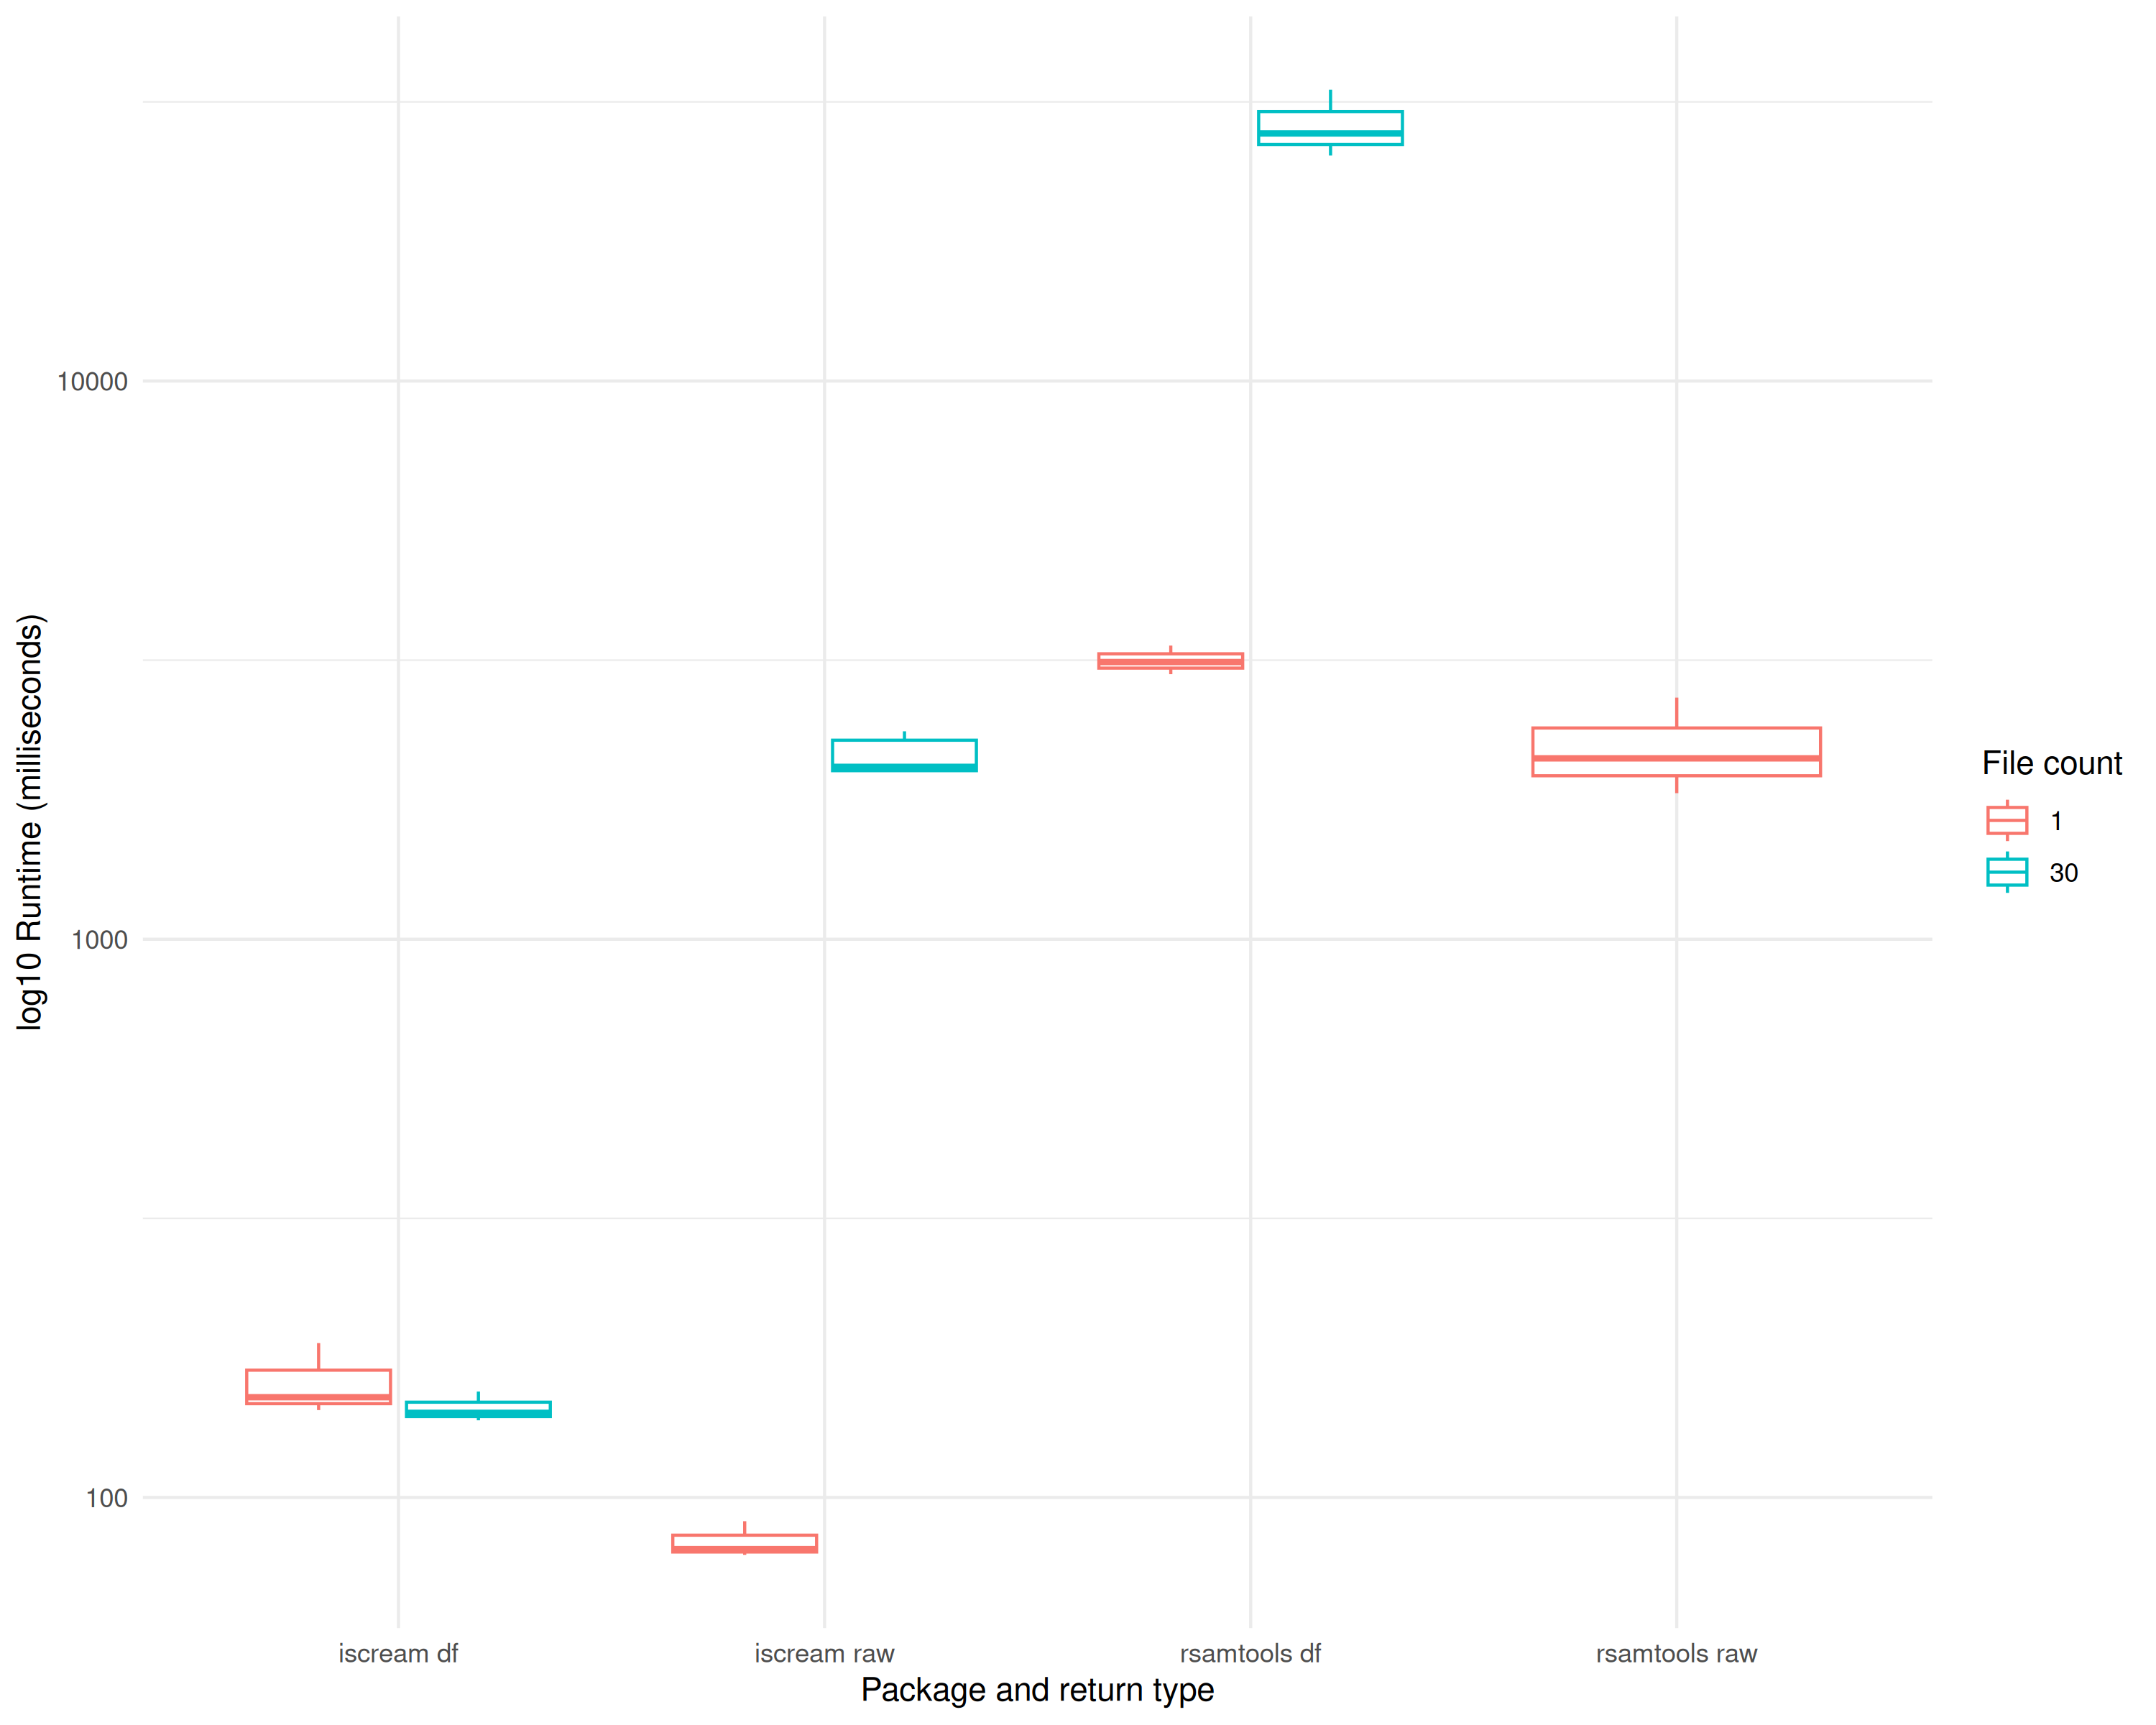 log10 Runtime (milliseconds)
10000
1000
100
iscream df
iscream raw
rsamtools df
rsamtools raw
Package and return type
File count
1
30